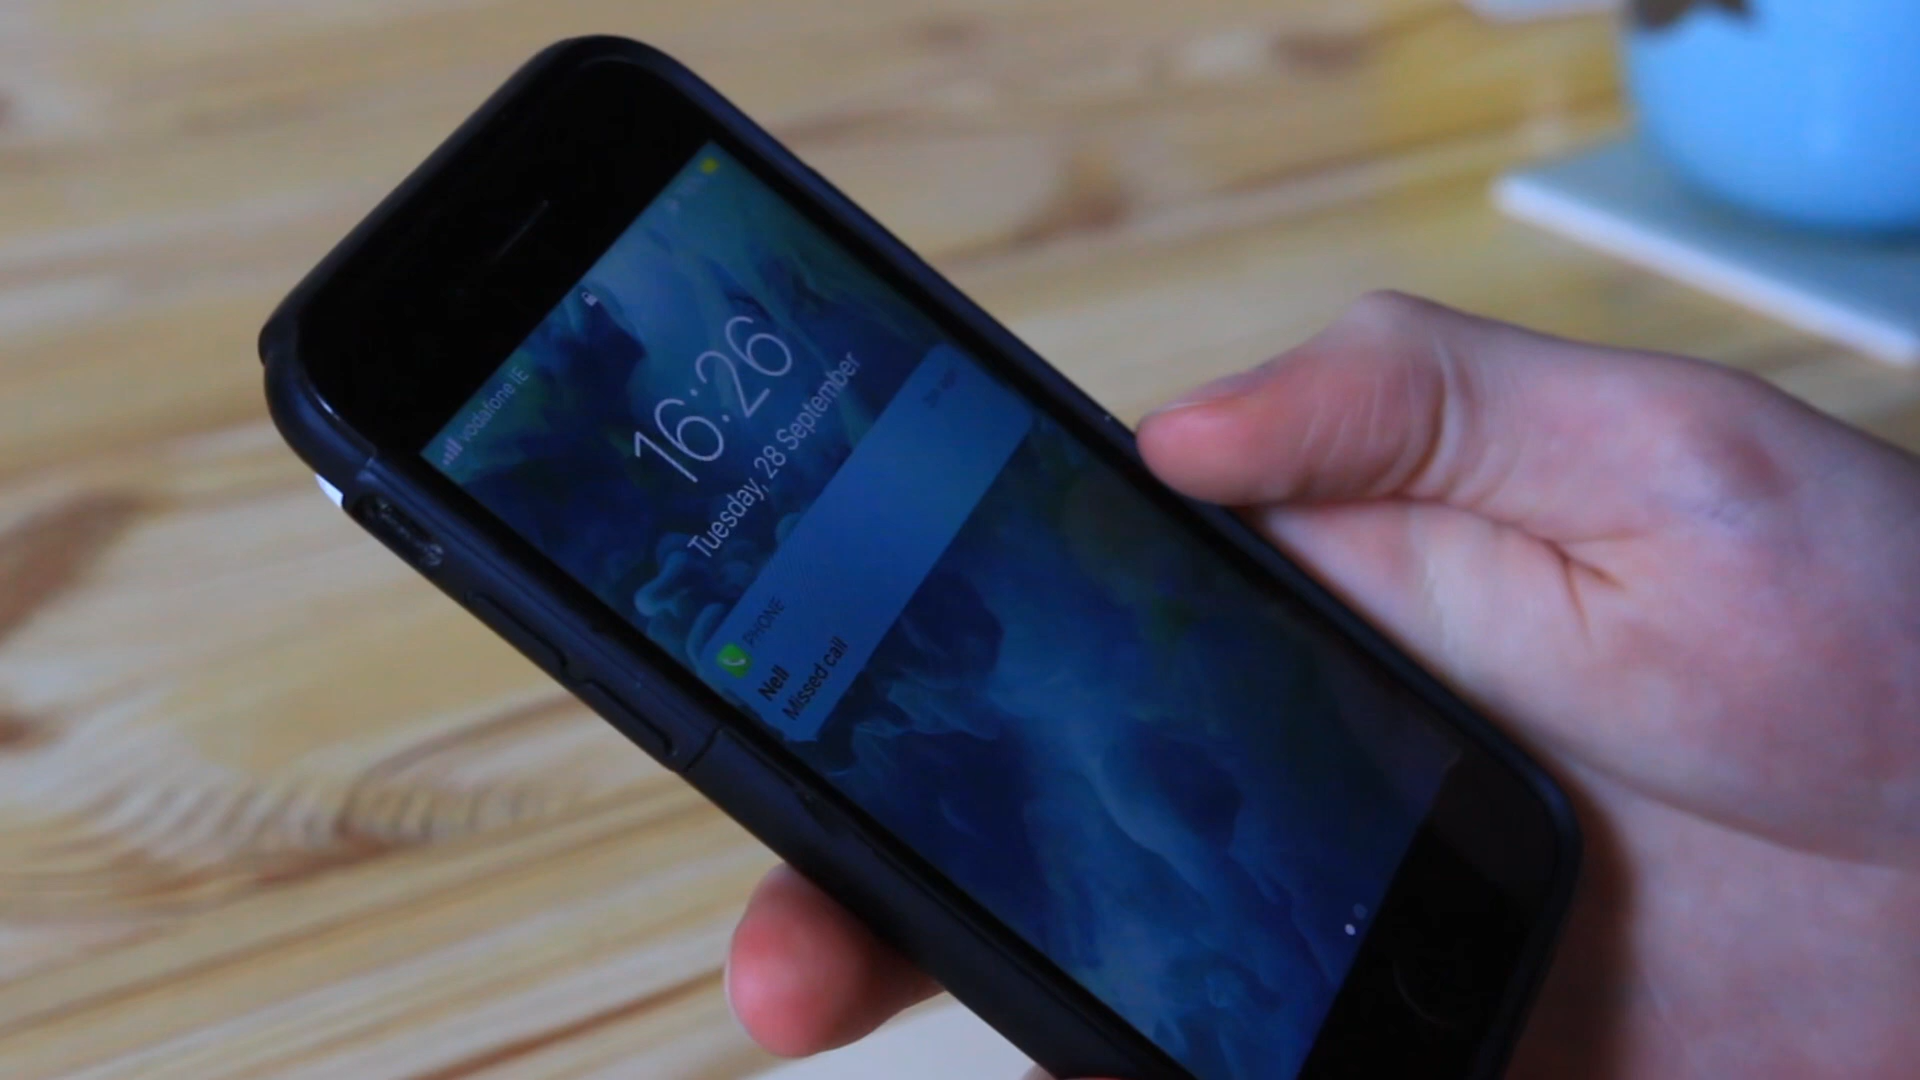 vodafone IE
16:26
Tuesday, 28 September
PHONE
Nell
Missed call